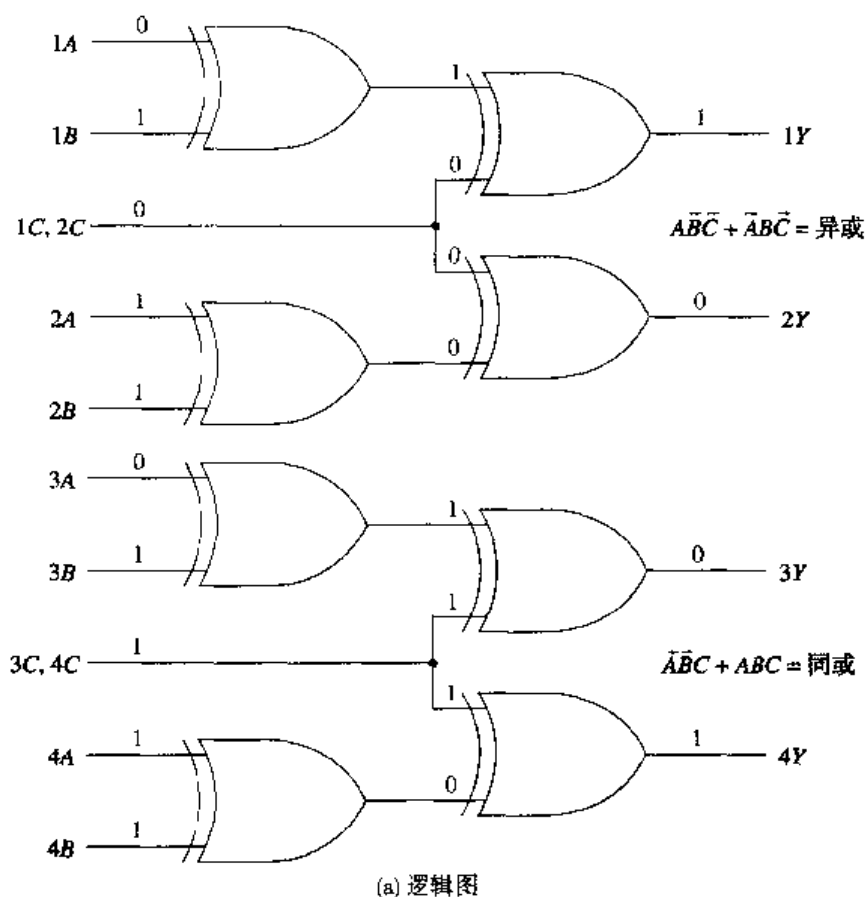 1A 0
1 1
1B 1 1Y
0
1C, 2C 0 AB̄C̄ + ĀBC̄ = 异或
0
2A 1 0 2Y
0
2B 1
3A 0
1
3B 1 0 3Y
1
3C, 4C 1 ĀB̄C + ABC = 同或
1
4A 1 1 4Y
0
4B 1
(a) 逻辑图